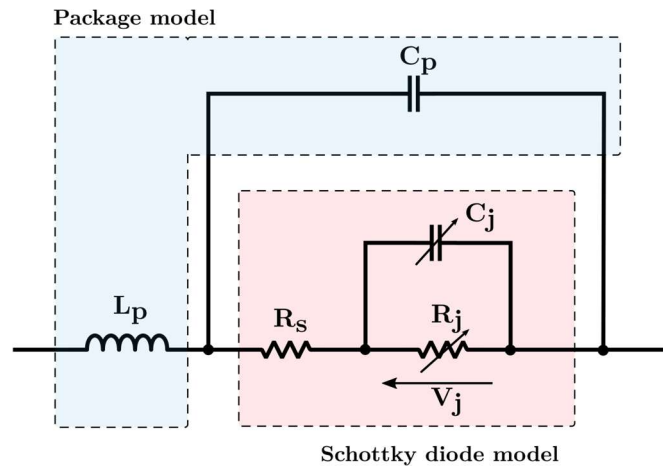 Package model
Cp
Cj
Lp
Rs
Rj
Vj
Schottky diode model